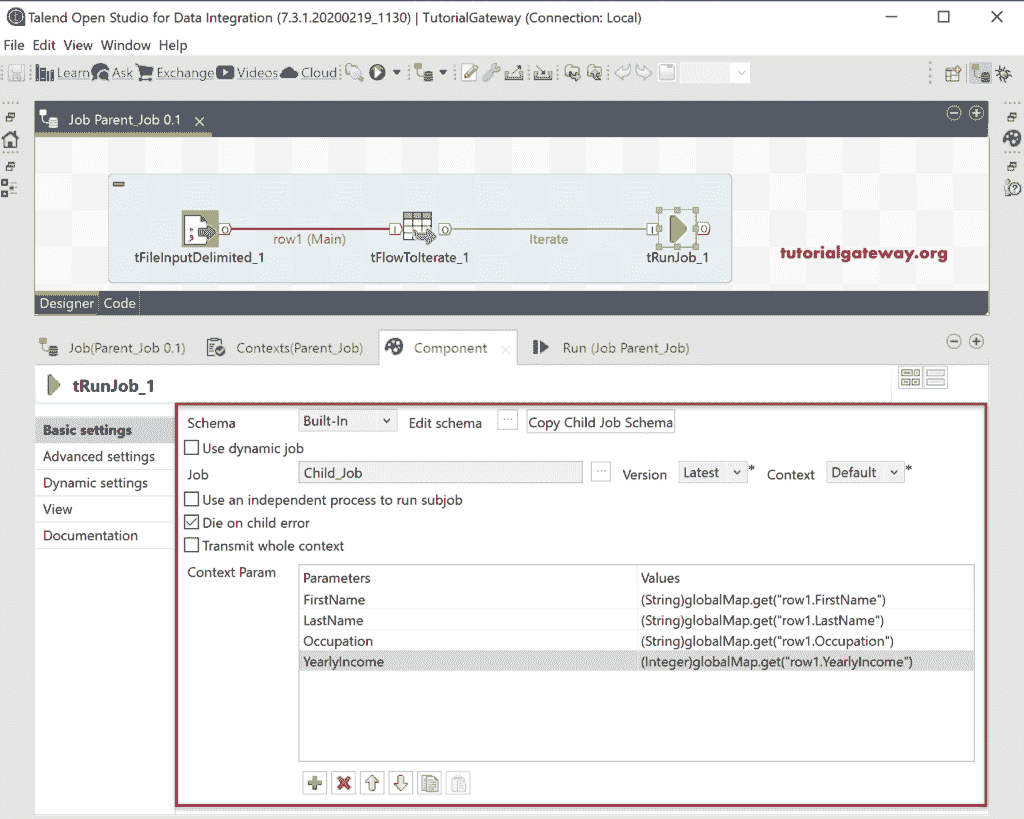 Talend Open Studio for Data Integration (7.3.1.20200219_1130) | TutorialGateway (Connection: Local)
File Edit View Window Help
Learn Ask Exchange Videos Cloud
Job Parent_Job 0.1
row1 (Main)
Iterate
tFileInputDelimited_1
tFlowToIterate_1
tRunJob_1
tutorialgateway.org
Designer Code
Job(Parent_Job 0.1) Contexts(Parent_Job) Component Run (Job Parent_Job)
tRunJob_1
Basic settings
Advanced settings
Dynamic settings
View
Documentation
Schema Built-In Edit schema ... Copy Child Job Schema
Use dynamic job
Job Child_Job ... Version Latest * Context Default *
Use an independent process to run subjob
Die on child error
Transmit whole context
Context Param
Parameters Values
FirstName (String)globalMap.get("row1.FirstName")
LastName (String)globalMap.get("row1.LastName")
Occupation (String)globalMap.get("row1.Occupation")
YearlyIncome (Integer)globalMap.get("row1.YearlyIncome")